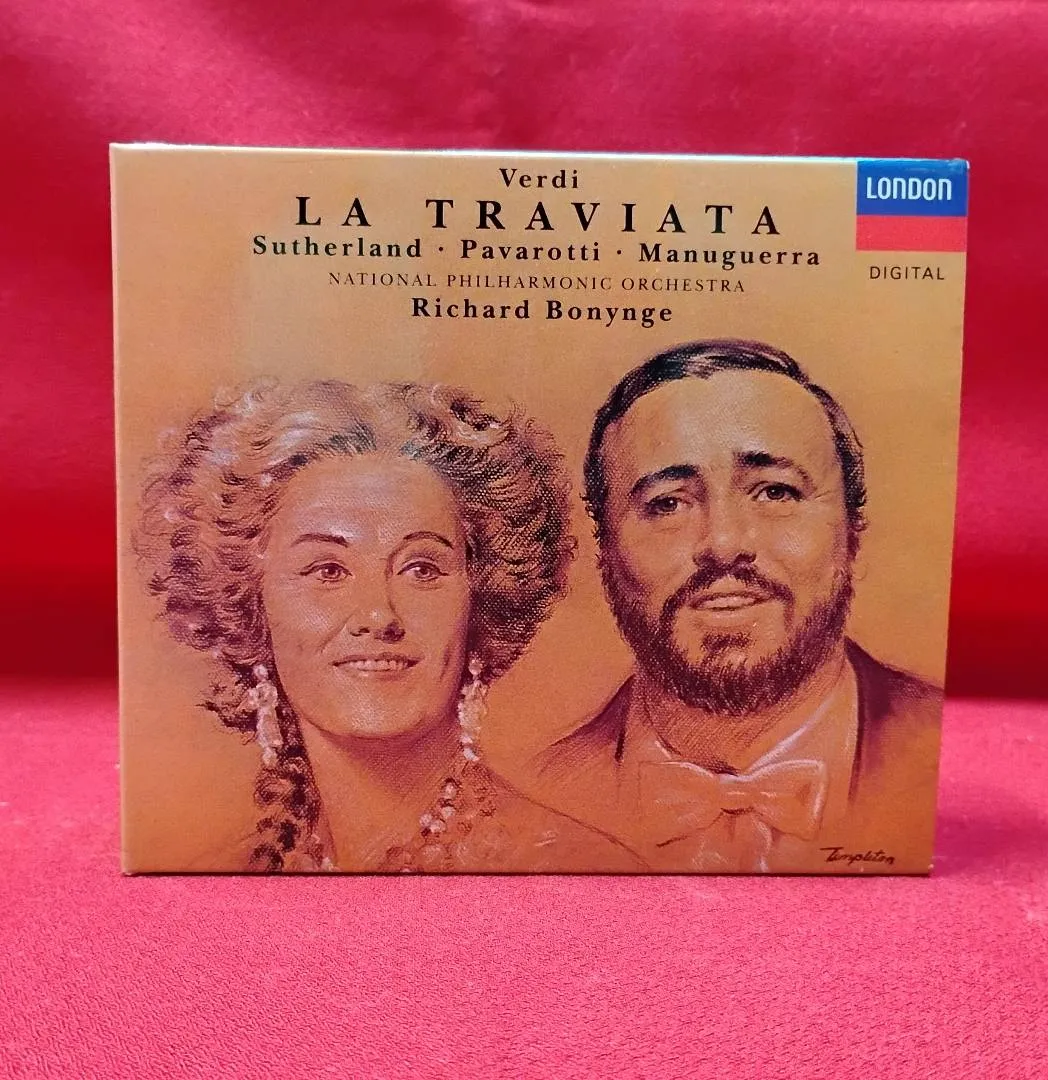 Verdi
LA TRAVIATA
Sutherland · Pavarotti · Manuguerra
NATIONAL PHILHARMONIC ORCHESTRA
Richard Bonynge
LONDON
DIGITAL
Templeton